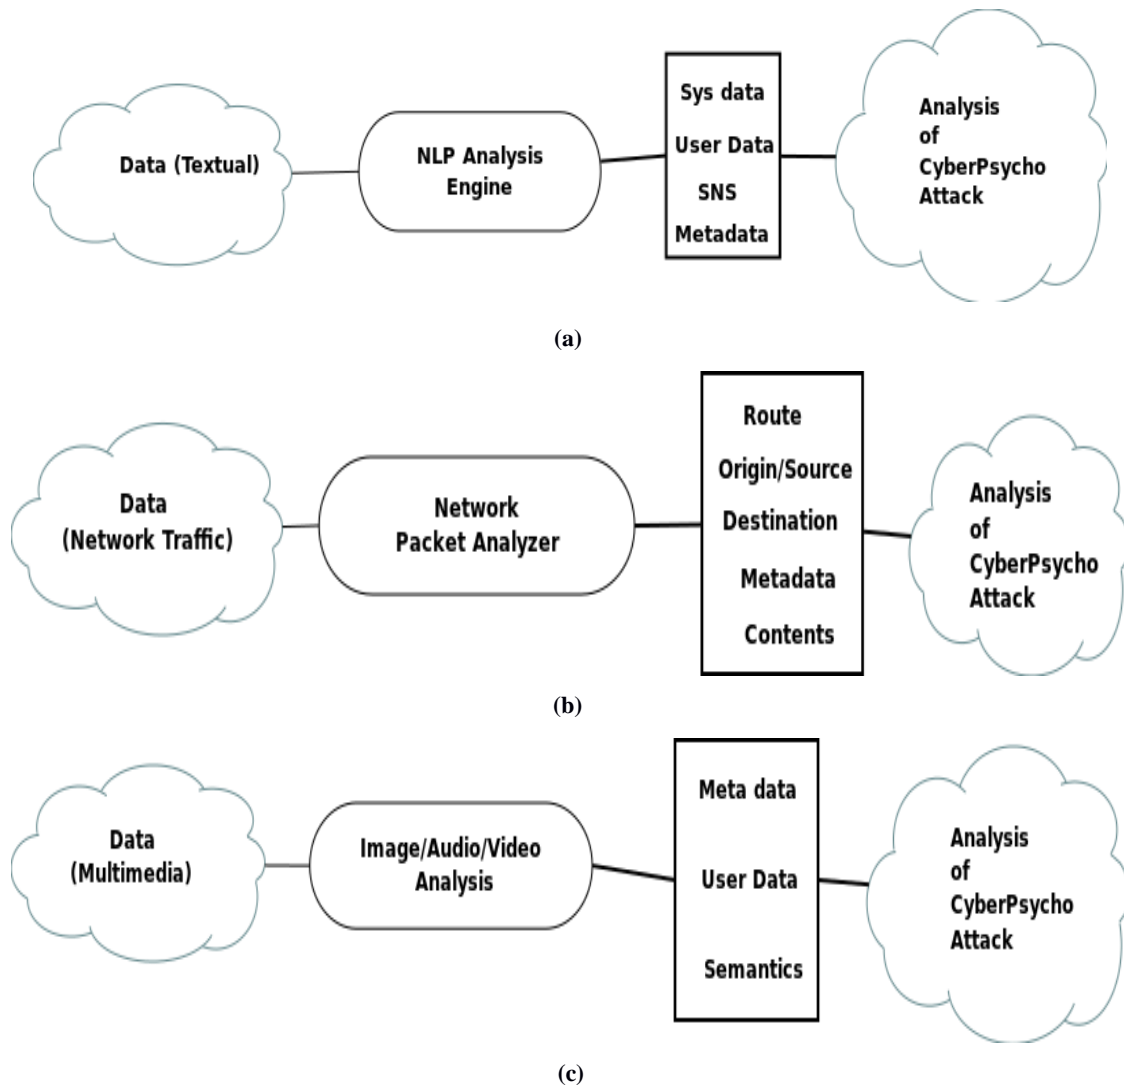 Data (Textual)
NLP Analysis
Engine
Sys data
User Data
SNS
Metadata
Analysis
of
CyberPsycho
Attack
(a)
Data
(Network Traffic)
Network
Packet Analyzer
Route
Origin/Source
Destination
Metadata
Contents
Analysis
of
CyberPsycho
Attack
(b)
Data
(Multimedia)
Image/Audio/Video
Analysis
Meta data
User Data
Semantics
Analysis
of
CyberPsycho
Attack
(c)